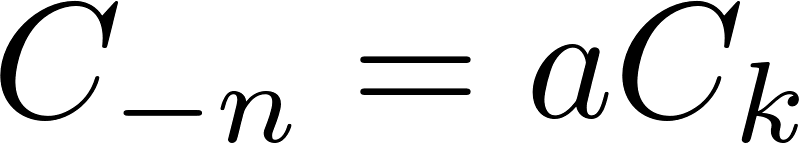 $C_{-n} = aC_k$